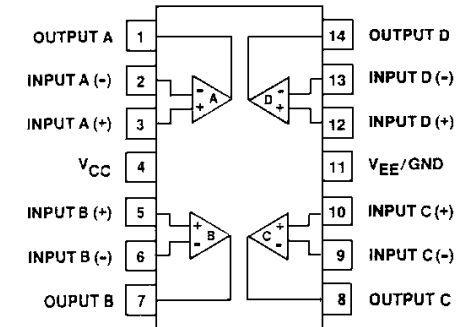 OUTPUT A 1 14 OUTPUT D
INPUT A (-) 2 - A - 13 INPUT D (-)
INPUT A (+) 3 + D + 12 INPUT D (+)
VCC 4 11 VEE/GND
INPUT B (+) 5 + B + 10 INPUT C (+)
INPUT B (-) 6 - C - 9 INPUT C (-)
OUPUT B 7 8 OUTPUT C